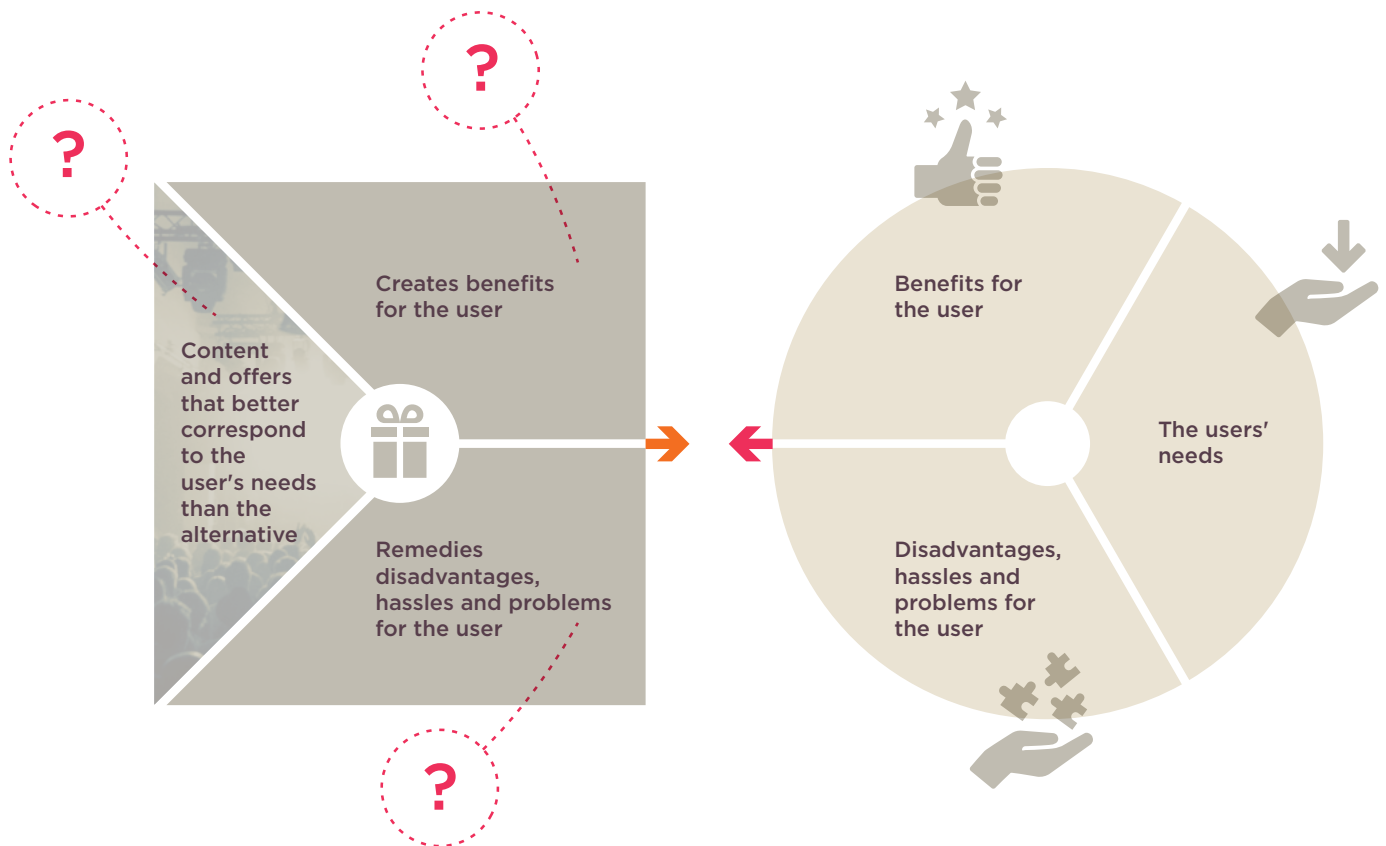 ?
?
Creates benefits
for the user
Content
and offers
that better
correspond
to the
user's needs
than the
alternative
Remedies
disadvantages,
hassles and problems
for the user
?
Benefits for
the user
The users'
needs
Disadvantages,
hassles and
problems for
the user